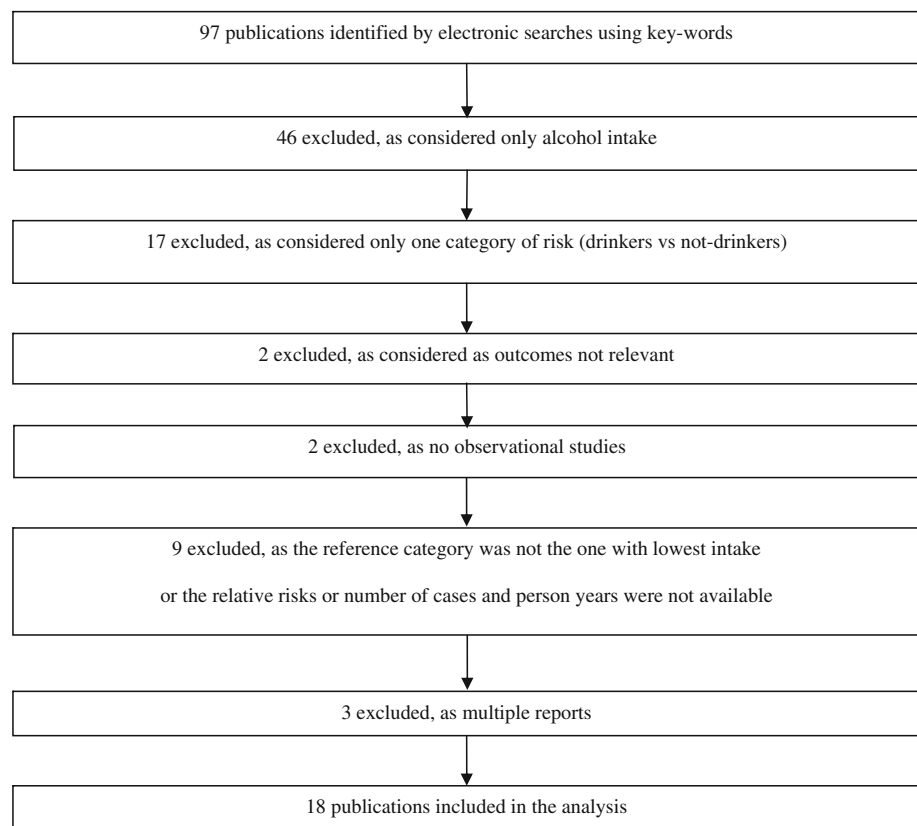 97 publications identified by electronic searches using key-words
46 excluded, as considered only alcohol intake
17 excluded, as considered only one category of risk (drinkers vs not-drinkers)
2 excluded, as considered as outcomes not relevant
2 excluded, as no observational studies
9 excluded, as the reference category was not the one with lowest intake
or the relative risks or number of cases and person years were not available
3 excluded, as multiple reports
18 publications included in the analysis